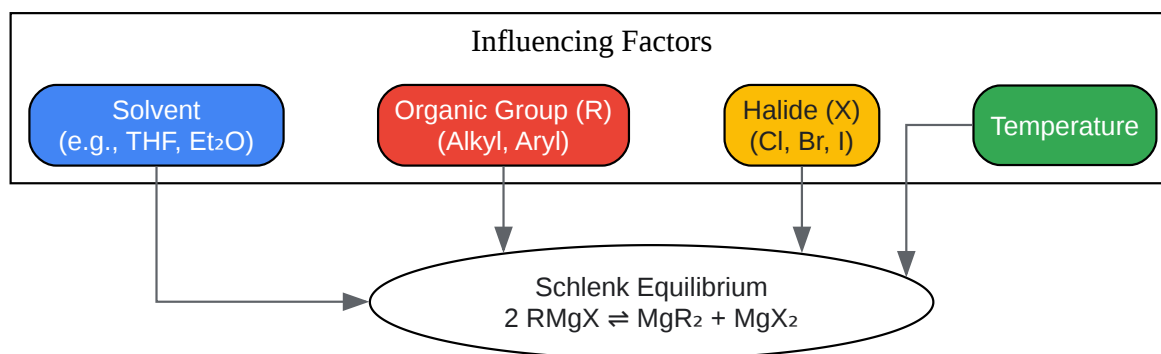 Influencing Factors
Solvent
(e.g., THF, Et₂O)
Organic Group (R)
(Alkyl, Aryl)
Halide (X)
(Cl, Br, I)
Temperature
Schlenk Equilibrium
2 RMgX ⇌ MgR₂ + MgX₂